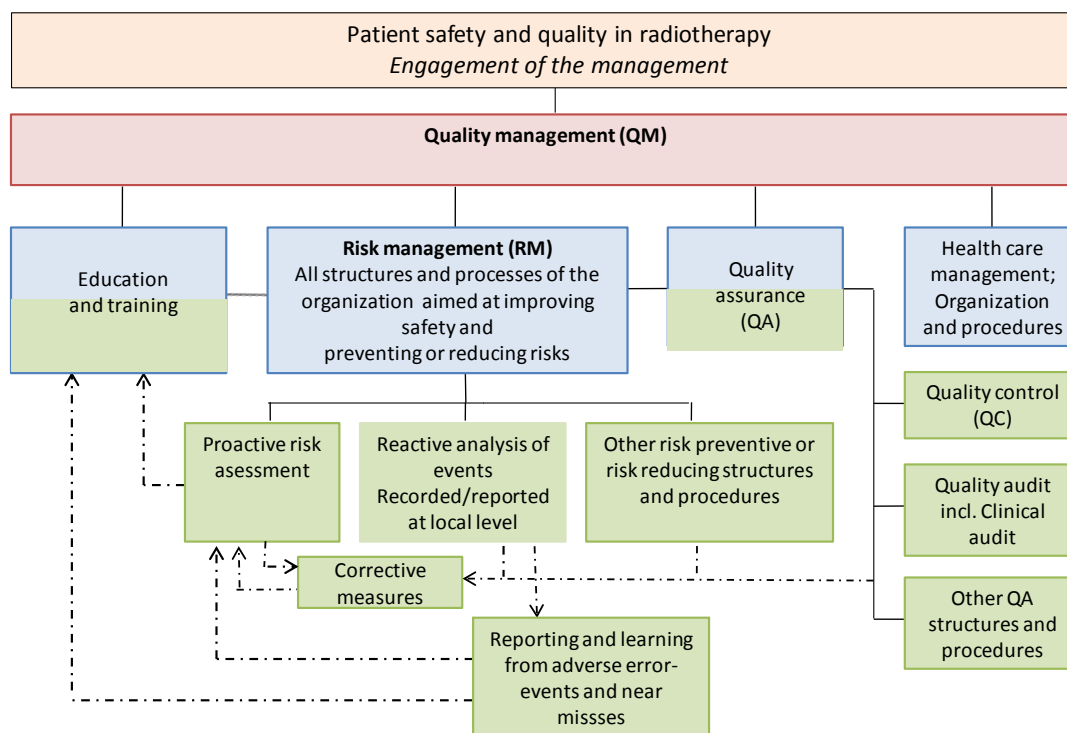 Patient safety and quality in radiotherapy
Engagement of the management
Quality management (QM)
Education
and training
Risk management (RM)
All structures and processes of the
organization aimed at improving
safety and
preventing or reducing risks
Quality
assurance
(QA)
Health care
management;
Organization
and procedures
Proactive risk
asessment
Reactive analysis of
events
Recorded/reported
at local level
Other risk preventive or
risk reducing structures
and procedures
Quality control
(QC)
Quality audit
incl. Clinical
audit
Corrective
measures
Other QA
structures and
procedures
Reporting and learning
from adverse error-
events and near
missses